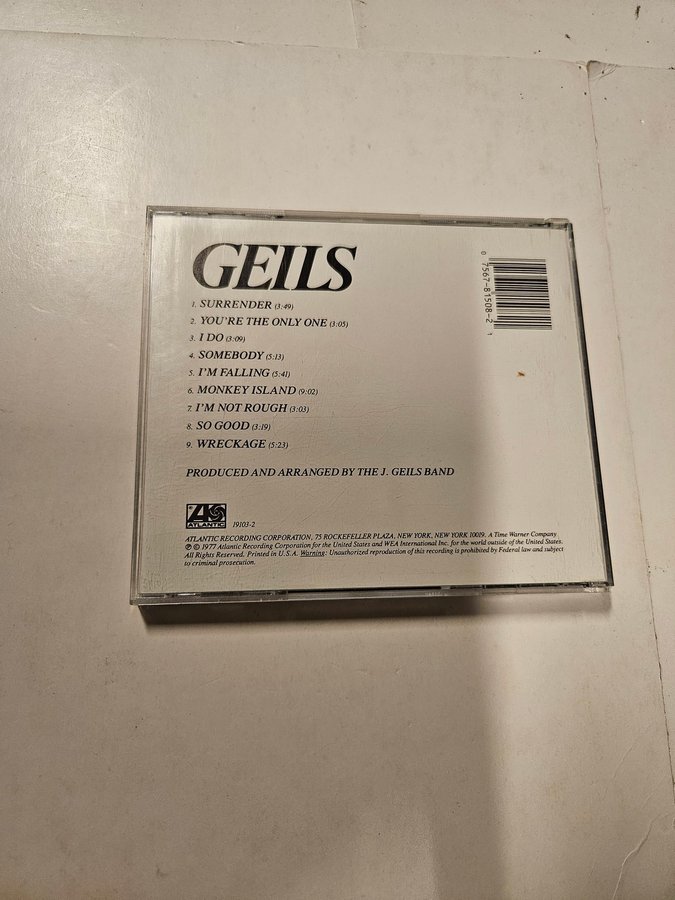 GEILS
0 7567-81508-2 1
1. SURRENDER (3:49)
2. YOU'RE THE ONLY ONE (3:05)
3. I DO (3:09)
4. SOMEBODY (5:13)
5. I'M FALLING (5:41)
6. MONKEY ISLAND (9:02)
7. I'M NOT ROUGH (3:03)
8. SO GOOD (3:19)
9. WRECKAGE (5:23)
PRODUCED AND ARRANGED BY THE J. GEILS BAND
ATLANTIC
19103-2
ATLANTIC RECORDING CORPORATION, 75 ROCKEFELLER PLAZA, NEW YORK, NEW YORK 10019. A Time Warner Company
℗ © 1977 Atlantic Recording Corporation for the United States and WEA International Inc. for the world outside of the United States.
All Rights Reserved. Printed in U.S.A. Warning: Unauthorized reproduction of this recording is prohibited by Federal law and subject
to criminal prosecution.